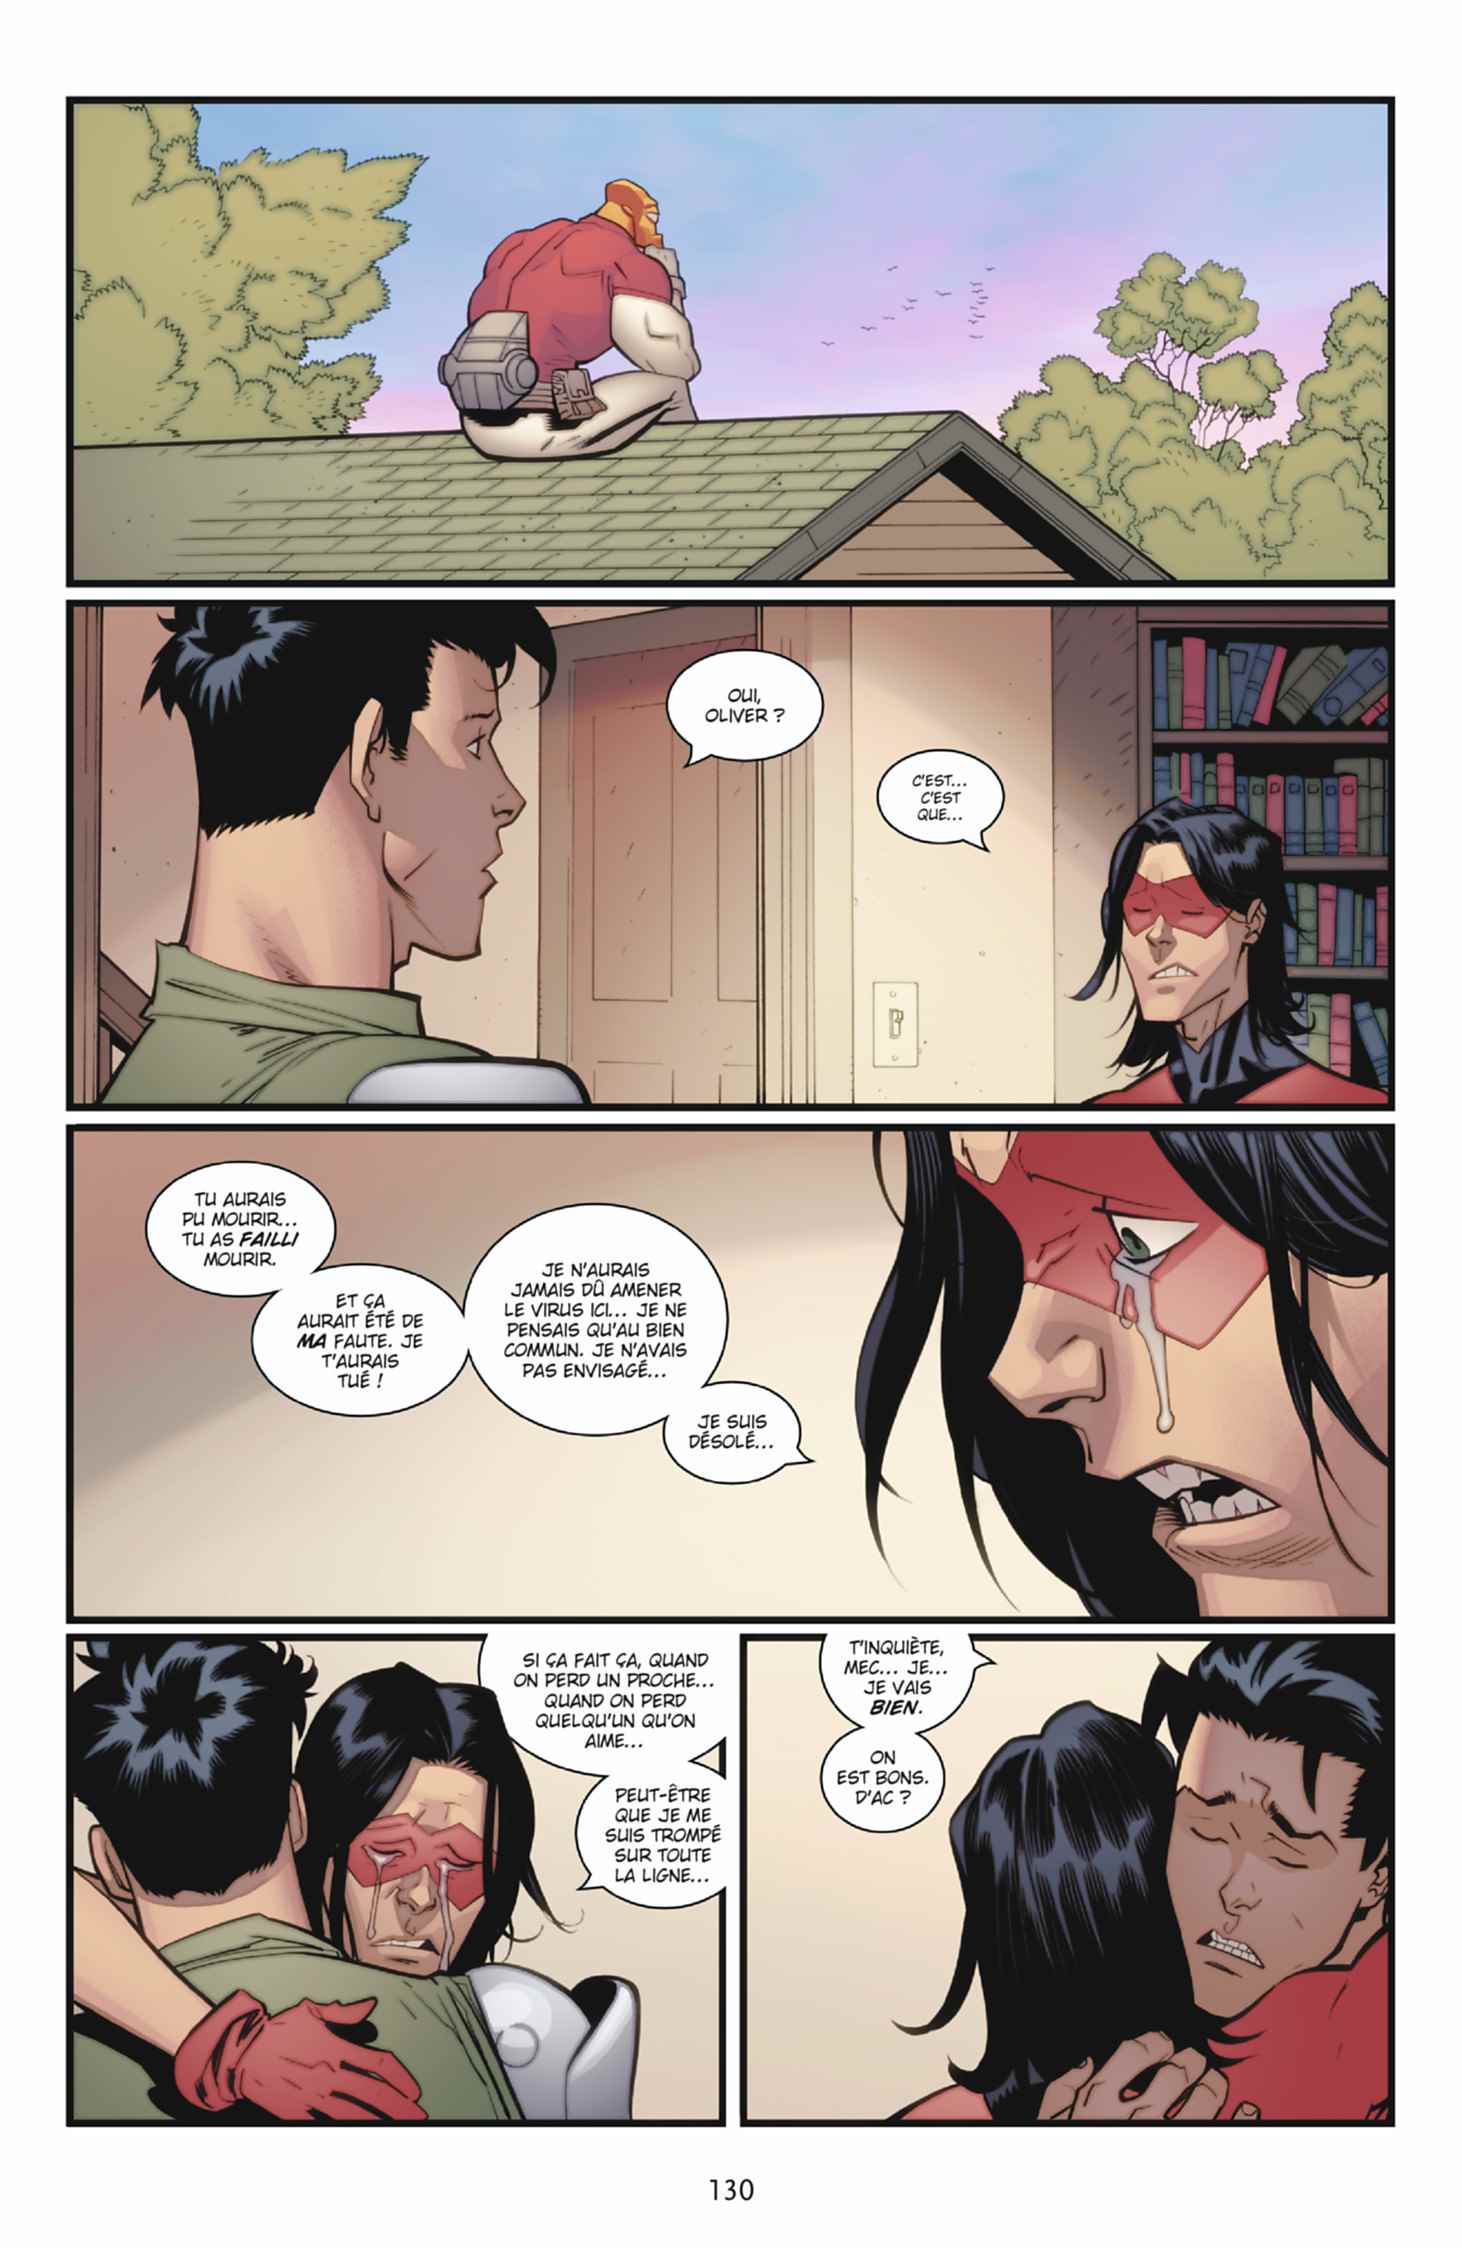 OUI,
OLIVER ?
C'EST...
C'EST
QUE...
TU AURAIS
PU MOURIR...
TU AS FAILLI
MOURIR.
ET ÇA
AURAIT ÉTÉ DE
MA FAUTE. JE
T'AURAIS
TUÉ !
JE N'AURAIS
JAMAIS DÛ AMENER
LE VIRUS ICI... JE NE
PENSAIS QU'AU BIEN
COMMUN. JE N'AVAIS
PAS ENVISAGÉ...
JE SUIS
DÉSOLÉ...
SI ÇA FAIT ÇA, QUAND
ON PERD UN PROCHE...
QUAND ON PERD
QUELQU'UN QU'ON
AIME...
PEUT-ÊTRE
QUE JE ME
SUIS TROMPÉ
SUR TOUTE
LA LIGNE...
T'INQUIÈTE,
MEC... JE...
JE VAIS
BIEN.
ON
EST BONS.
D'AC ?
130